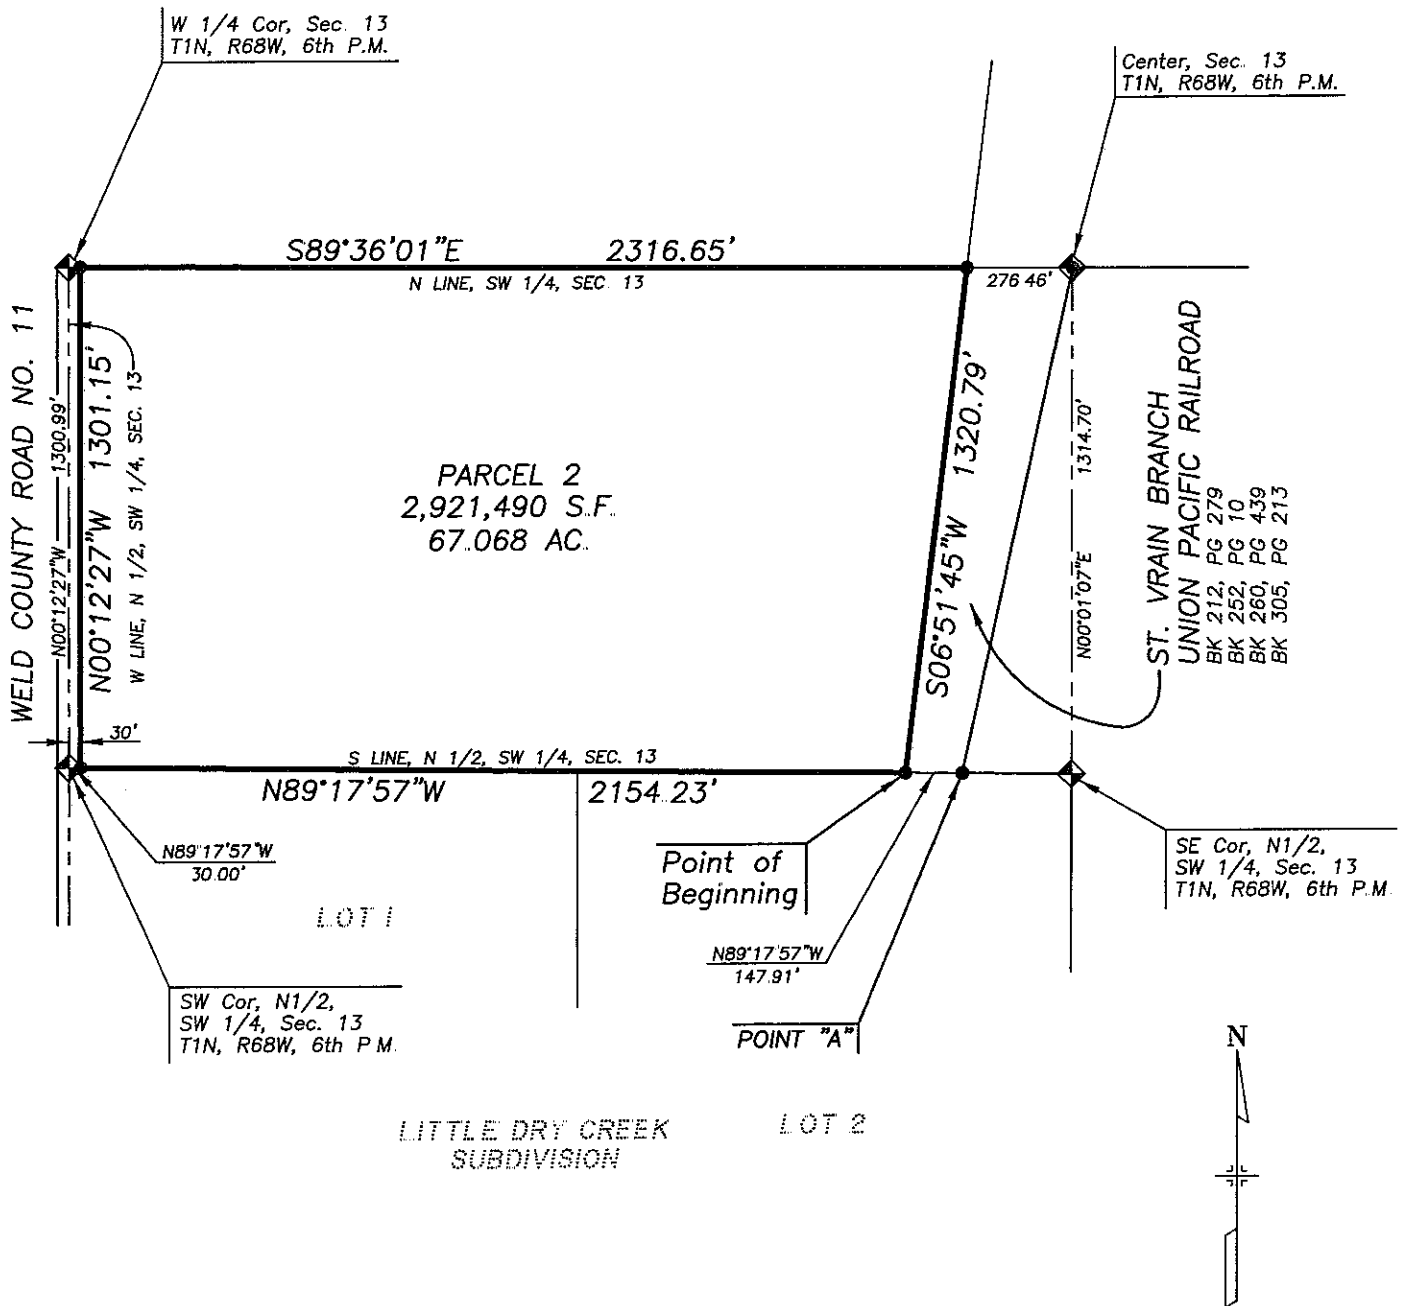 W 1/4 Cor, Sec. 13
T1N, R68W, 6th P.M.
Center, Sec. 13
T1N, R68W, 6th P.M.
S89°36'01"E 2316.65'
N LINE, SW 1/4, SEC. 13
276.46'
WELD COUNTY ROAD NO. 11
N00°12'27"W 1300.99'
N00°12'27"W 1301.15'
W LINE, N 1/2, SW 1/4, SEC. 13
PARCEL 2
2,921,490 S.F.
67.068 AC.
S06°51'45"W 1320.79'
N00°01'07"E 1314.70'
ST. VRAIN BRANCH
UNION PACIFIC RAILROAD
BK 212, PG 279
BK 252, PG 10
BK 260, PG 439
BK 305, PG 213
30'
S LINE, N 1/2, SW 1/4, SEC. 13
N89°17'57"W 2154.23'
N89°17'57"W
30.00'
Point of
Beginning
SE Cor, N1/2,
SW 1/4, Sec. 13
T1N, R68W, 6th P.M.
LOT 1
N89°17'57"W
147.91'
SW Cor, N1/2,
SW 1/4, Sec. 13
T1N, R68W, 6th P.M.
POINT "A"
N
LITTLE DRY CREEK
SUBDIVISION
LOT 2